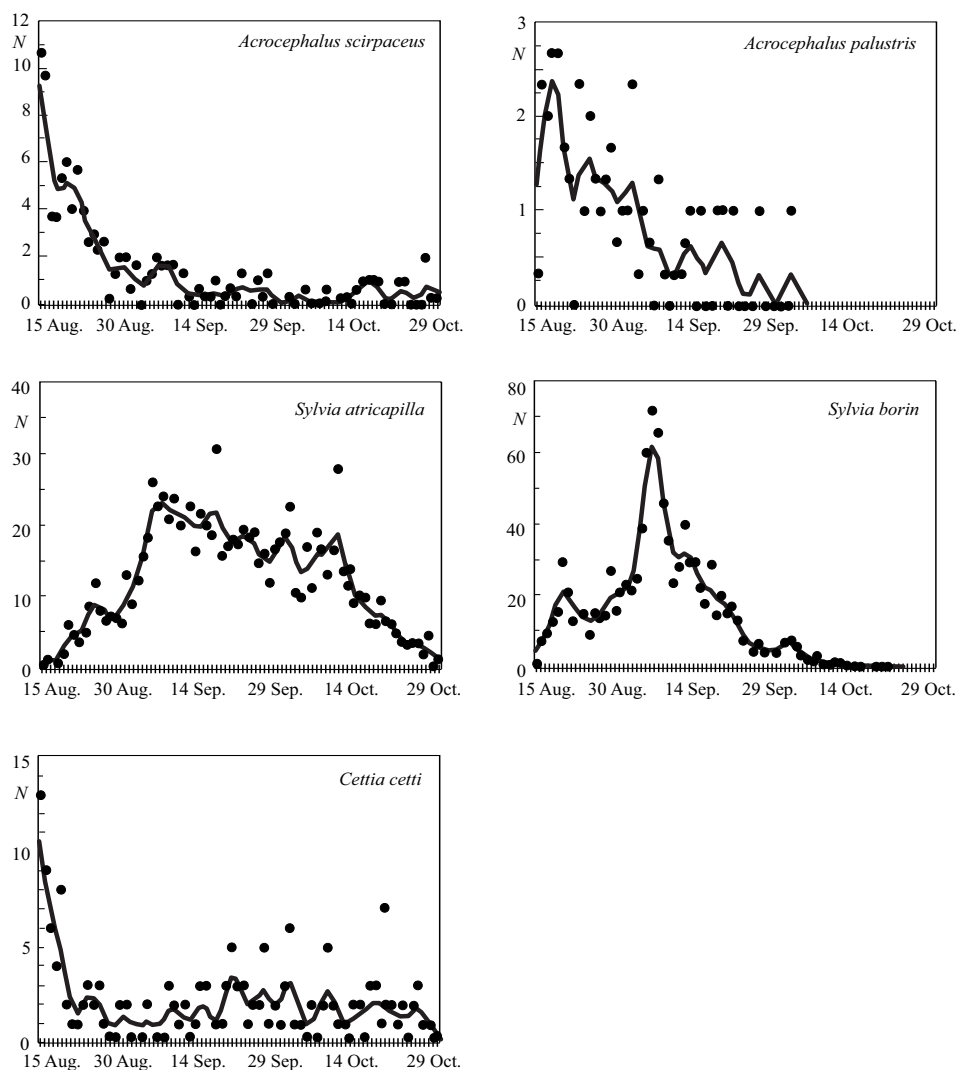 12
N
10
8
6
4
2
0
Acrocephalus scirpaceus
15 Aug. 30 Aug. 14 Sep. 29 Sep. 14 Oct. 29 Oct.
3
N
2
1
0
Acrocephalus palustris
15 Aug. 30 Aug. 14 Sep. 29 Sep. 14 Oct. 29 Oct.
40
N
30
20
10
0
Sylvia atricapilla
15 Aug. 30 Aug. 14 Sep. 29 Sep. 14 Oct. 29 Oct.
80
N
60
40
20
0
Sylvia borin
15 Aug. 30 Aug. 14 Sep. 29 Sep. 14 Oct. 29 Oct.
15
N
10
5
0
Cettia cetti
15 Aug. 30 Aug. 14 Sep. 29 Sep. 14 Oct. 29 Oct.